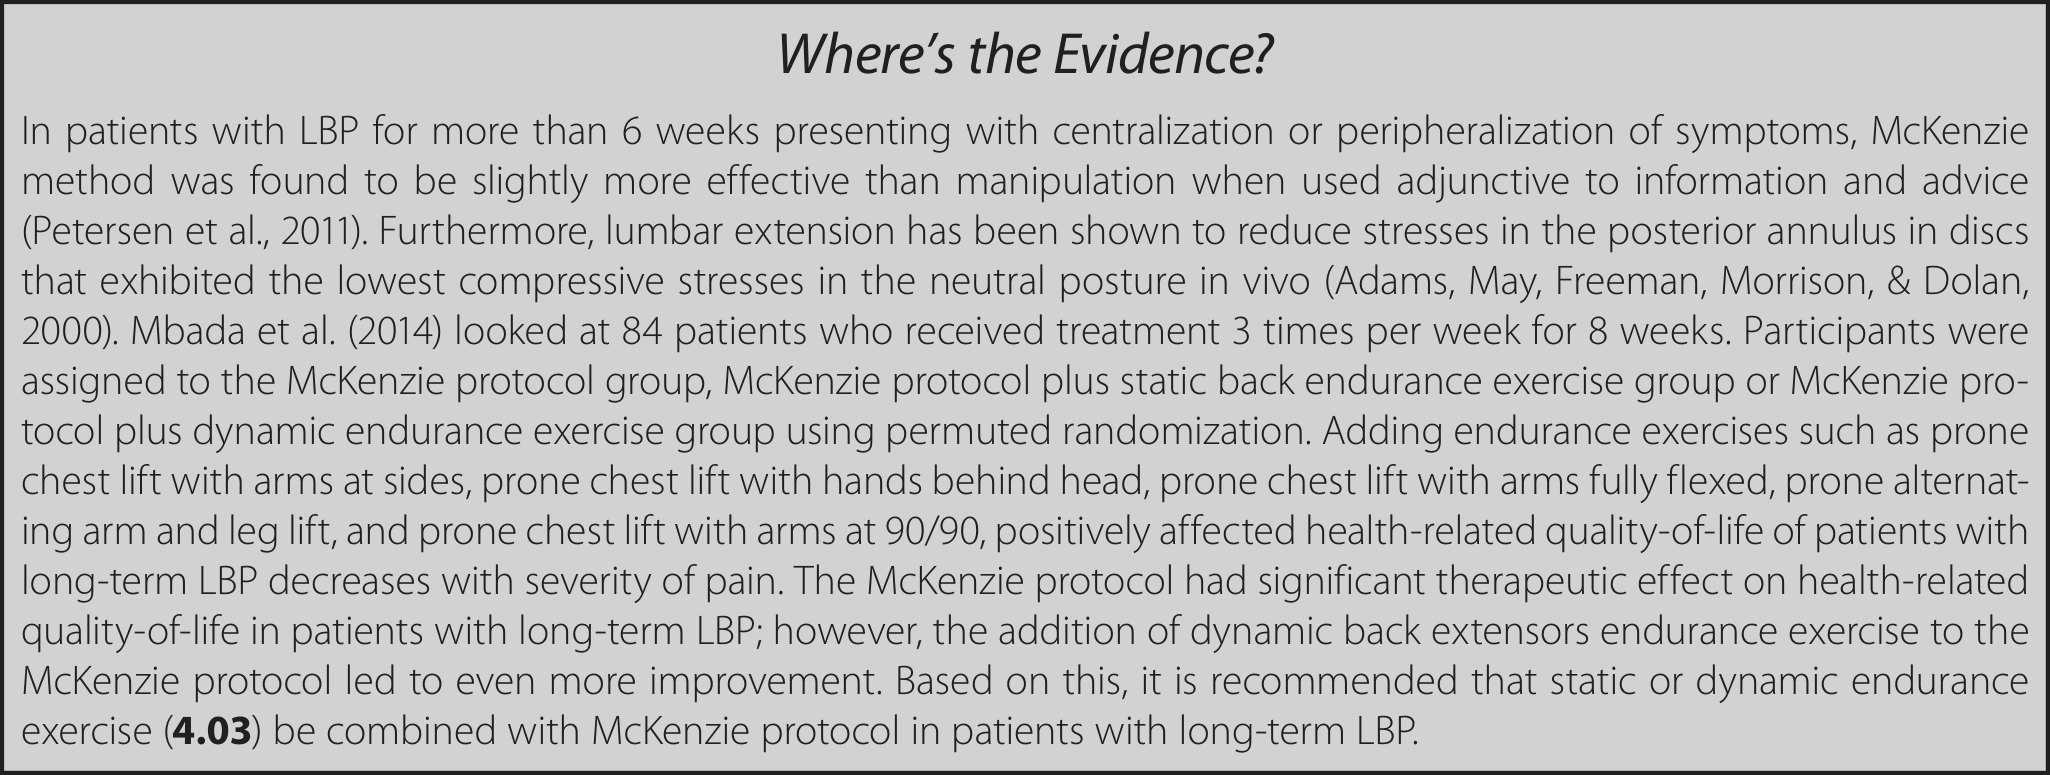 Where’s the Evidence?
In patients with LBP for more than 6 weeks presenting with centralization or peripheralization of symptoms, McKenzie
method was found to be slightly more effective than manipulation when used adjunctive to information and advice
(Petersen et al., 2011). Furthermore, lumbar extension has been shown to reduce stresses in the posterior annulus in discs
that exhibited the lowest compressive stresses in the neutral posture in vivo (Adams, May, Freeman, Morrison, & Dolan,
2000). Mbada et al. (2014) looked at 84 patients who received treatment 3 times per week for 8 weeks. Participants were
assigned to the McKenzie protocol group, McKenzie protocol plus static back endurance exercise group or McKenzie pro-
tocol plus dynamic endurance exercise group using permuted randomization. Adding endurance exercises such as prone
chest lift with arms at sides, prone chest lift with hands behind head, prone chest lift with arms fully flexed, prone alternat-
ing arm and leg lift, and prone chest lift with arms at 90/90, positively affected health-related quality-of-life of patients with
long-term LBP decreases with severity of pain. The McKenzie protocol had significant therapeutic effect on health-related
quality-of-life in patients with long-term LBP; however, the addition of dynamic back extensors endurance exercise to the
McKenzie protocol led to even more improvement. Based on this, it is recommended that static or dynamic endurance
exercise (4.03) be combined with McKenzie protocol in patients with long-term LBP.